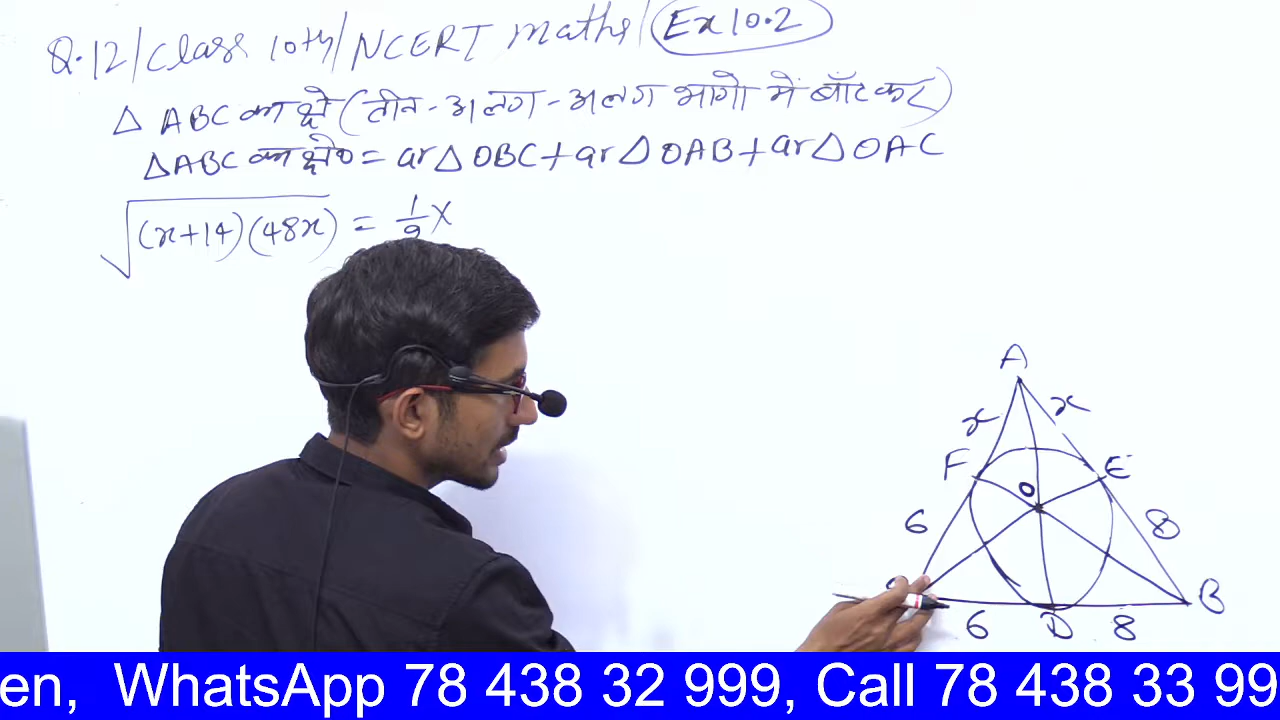 Q.12/Class 10th/NCERT maths/Ex 10.2
△ ABC का क्षे (तीन-अलग-अलग भागो में बाँटकर)
△ABC का क्षे० = ar△OBC+ar△OAB+ar△OAC
√(x+14)(48x) = 1/2 X
A
x x
F E
O
6 8
B
6 D 8
en, WhatsApp 78 438 32 999, Call 78 438 33 99